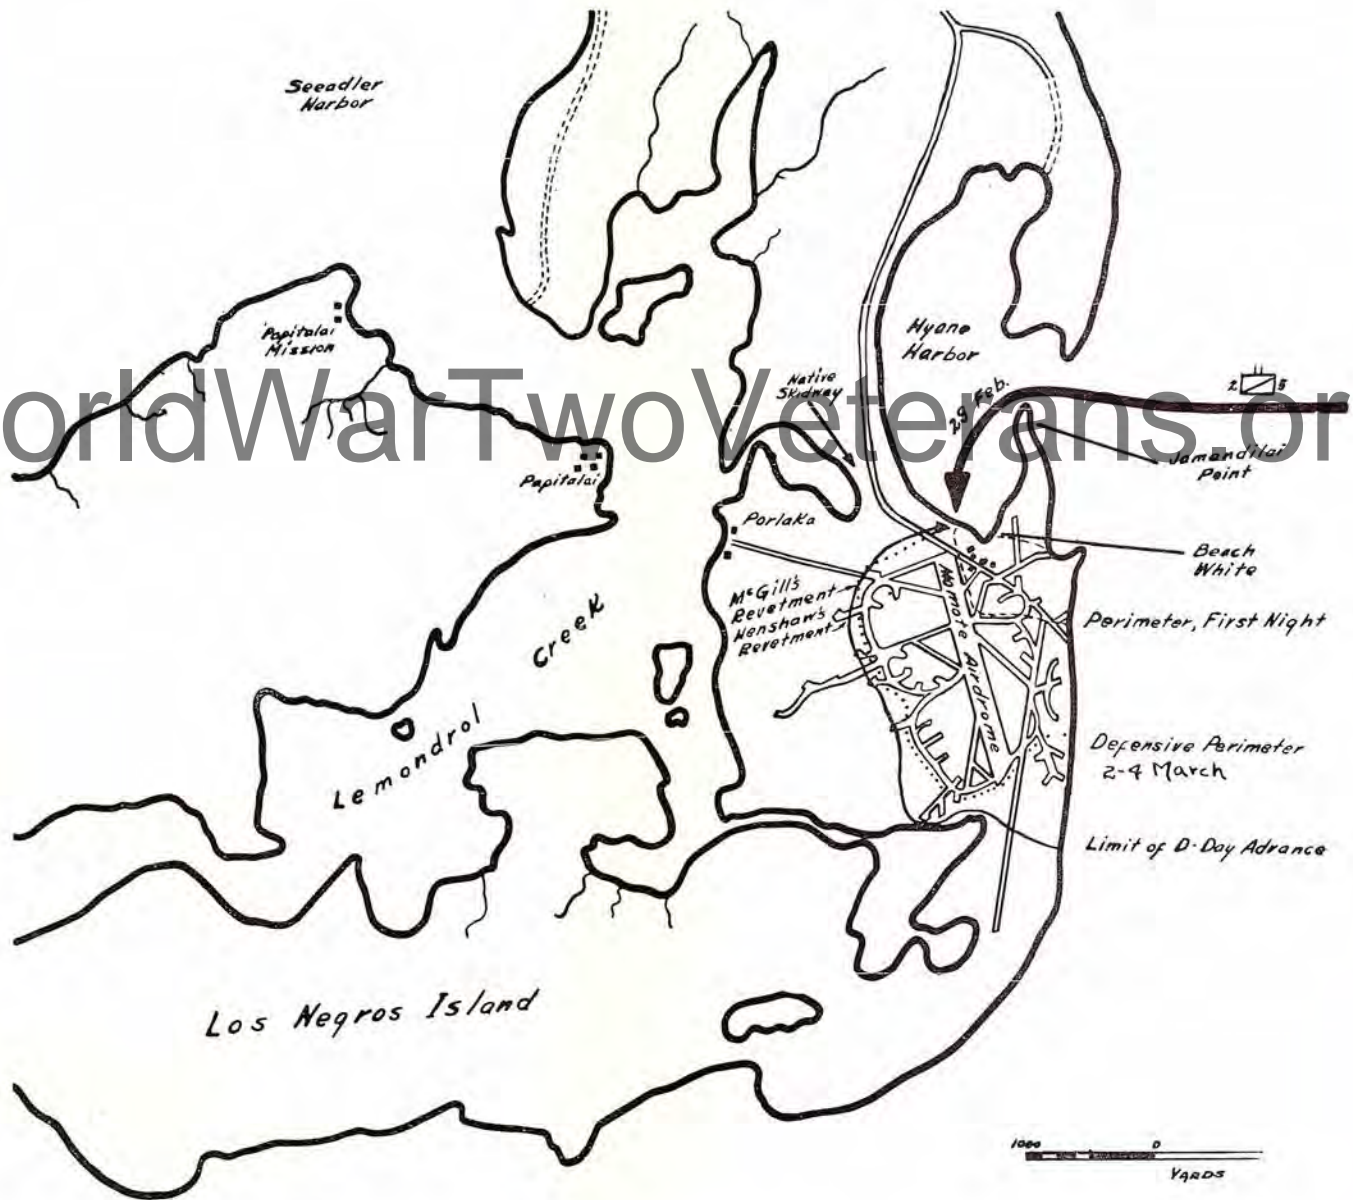 Seeadler
Harbor
Papitalai
Mission
Hyane
Harbor
Native
Skidway
29 Feb.
2 5
orldWarTwoVeterans.or
Jamandilai
Point
Papitalai
Porlaka
Beach
White
McGill's
Revetment
Henshaw's
Revetment
Momote Airdrome
Perimeter, First Night
Creek
Lemondrol
Defensive Perimeter
2-4 March
Limit of D-Day Advance
Los Negros Island
1000 0
YARDS